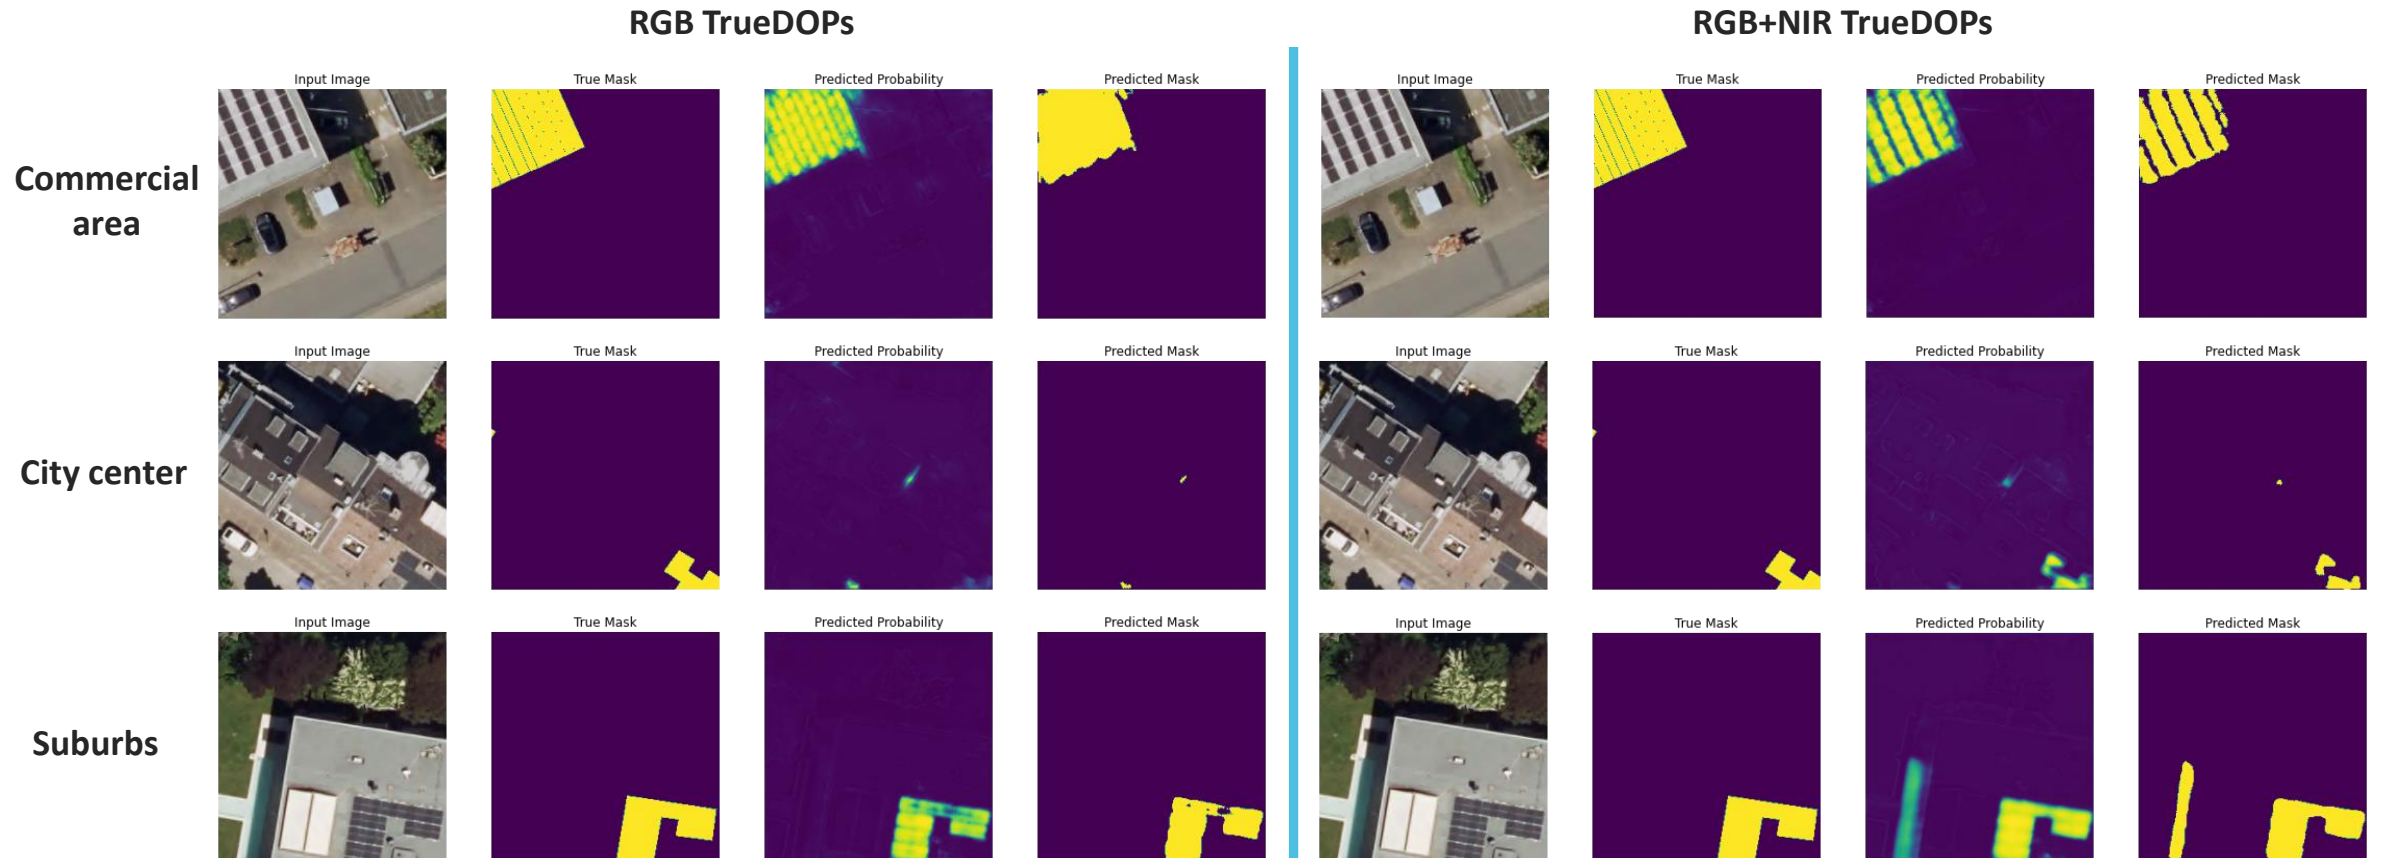 RGB TrueDOPs
RGB+NIR TrueDOPs
Input Image
True Mask
Predicted Probability
Predicted Mask
Input Image
True Mask
Predicted Probability
Predicted Mask
Commercial
area
Input Image
True Mask
Predicted Probability
Predicted Mask
Input Image
True Mask
Predicted Probability
Predicted Mask
City center
Input Image
True Mask
Predicted Probability
Predicted Mask
Input Image
True Mask
Predicted Probability
Predicted Mask
Suburbs